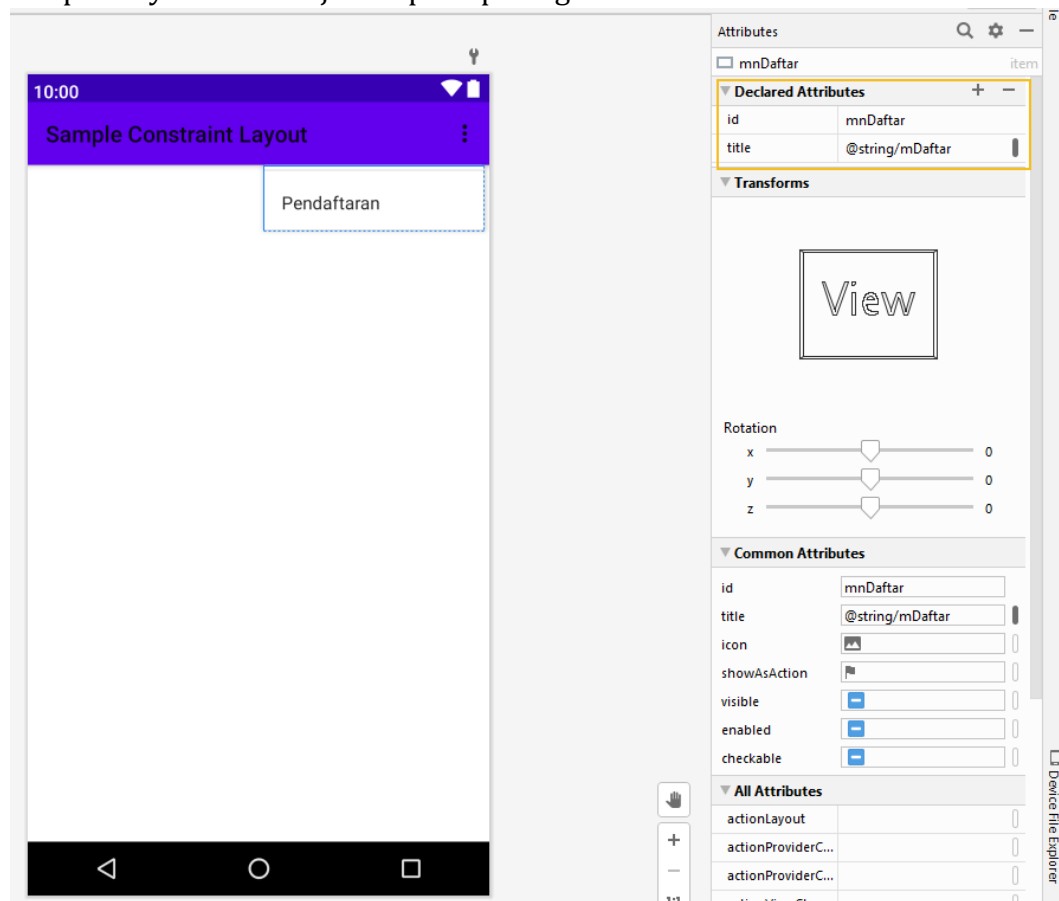 Attributes
mnDaftar item
10:00
Declared Attributes
id mnDaftar
Sample Constraint Layout
title @string/mDaftar
Transforms
Pendaftaran
View
Rotation
x 0
y 0
z 0
Common Attributes
id mnDaftar
title @string/mDaftar
icon
showAsAction
visible
enabled
checkable
All Attributes
actionLayout
actionProviderC...
actionProviderC...
Device File Explorer